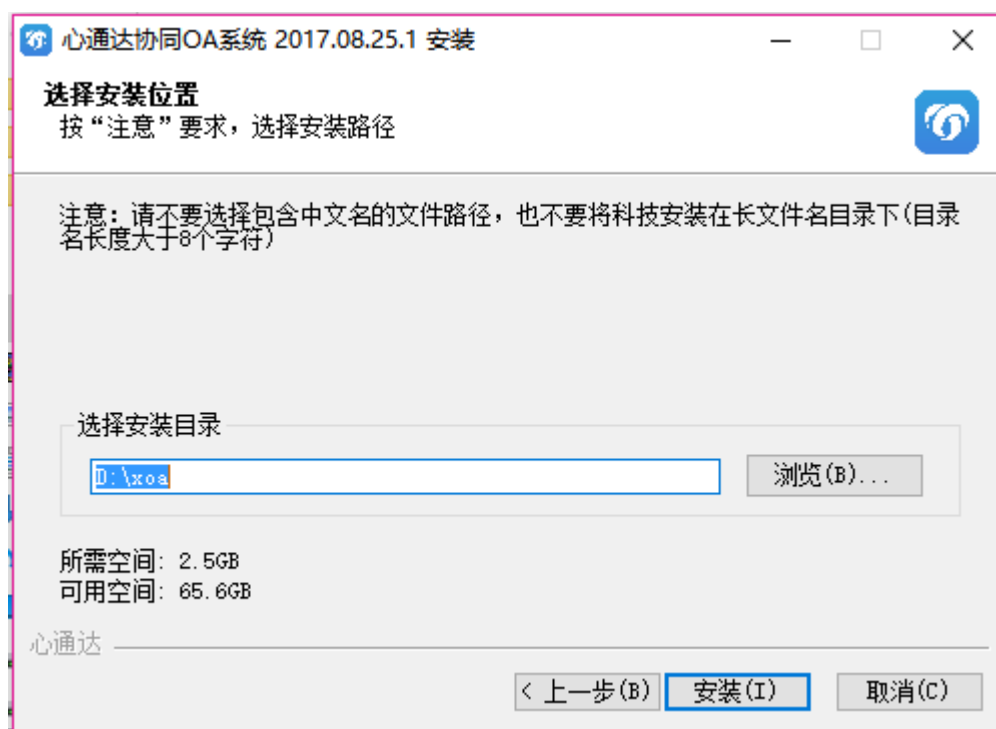 心通达协同OA系统 2017.08.25.1 安装
选择安装位置
按“注意”要求，选择安装路径
注意：请不要选择包含中文名的文件路径，也不要将科技安装在长文件名目录下(目录
名长度大于8个字符)
选择安装目录
D:\xoa
浏览(B)...
所需空间: 2.5GB
可用空间: 65.6GB
心通达
< 上一步(B) 安装(I) 取消(C)